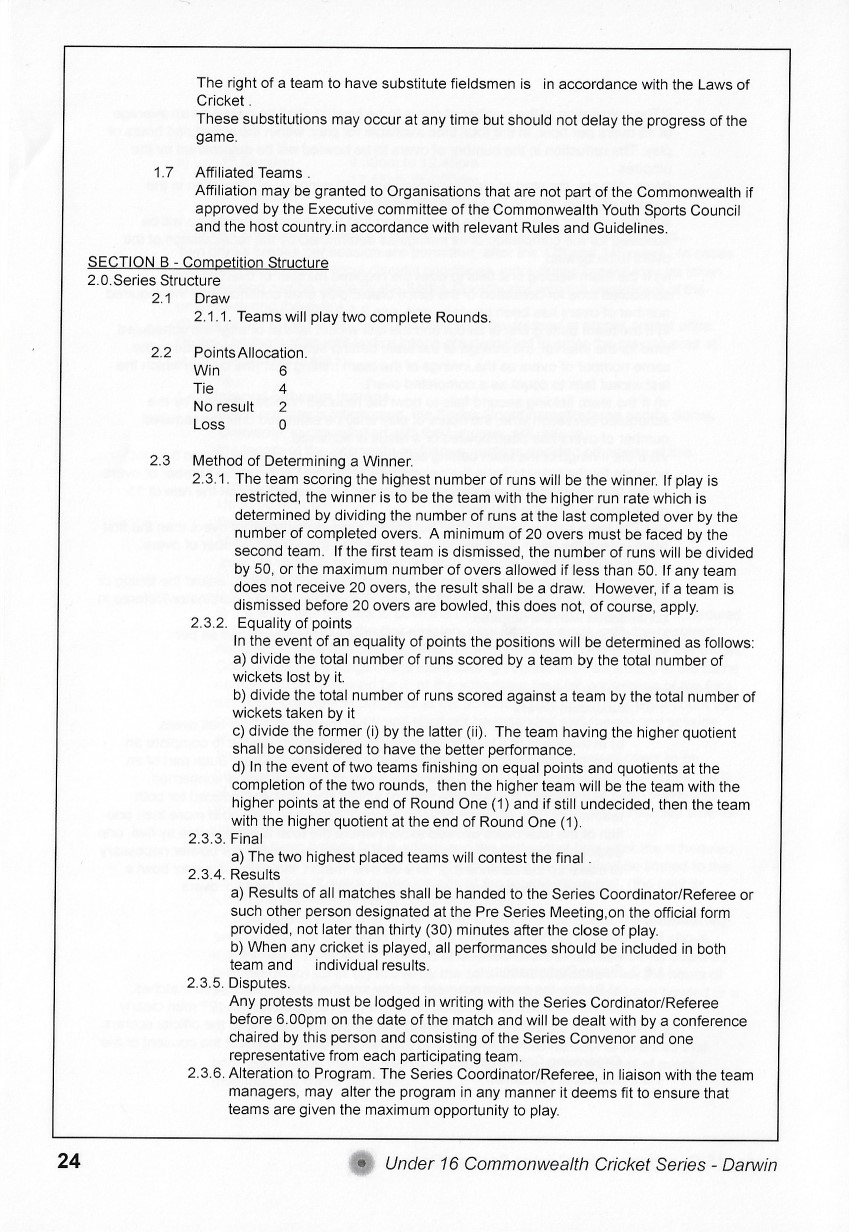 The right of a team to have substitute fieldsmen is in accordance with the Laws of
Cricket .
These substitutions may occur at any time but should not delay the progress of the
game.
1.7 Affiliated Teams .
Affiliation may be granted to Organisations that are not part of the Commonwealth if
approved by the Executive committee of the Commonwealth Youth Sports Council
and the host country.in accordance with relevant Rules and Guidelines.
SECTION B - Competition Structure
2.0.Series Structure
2.1 Draw
2.1.1. Teams will play two complete Rounds.
2.2 Points Allocation.
Win 6
Tie 4
No result 2
Loss 0
2.3 Method of Determining a Winner.
2.3.1. The team scoring the highest number of runs will be the winner. If play is
restricted, the winner is to be the team with the higher run rate which is
determined by dividing the number of runs at the last completed over by the
number of completed overs. A minimum of 20 overs must be faced by the
second team. If the first team is dismissed, the number of runs will be divided
by 50, or the maximum number of overs allowed if less than 50. If any team
does not receive 20 overs, the result shall be a draw. However, if a team is
dismissed before 20 overs are bowled, this does not, of course, apply.
2.3.2. Equality of points
In the event of an equality of points the positions will be determined as follows:
a) divide the total number of runs scored by a team by the total number of
wickets lost by it.
b) divide the total number of runs scored against a team by the total number of
wickets taken by it
c) divide the former (i) by the latter (ii). The team having the higher quotient
shall be considered to have the better performance.
d) In the event of two teams finishing on equal points and quotients at the
completion of the two rounds, then the higher team will be the team with the
higher points at the end of Round One (1) and if still undecided, then the team
with the higher quotient at the end of Round One (1).
2.3.3. Final
a) The two highest placed teams will contest the final .
2.3.4. Results
a) Results of all matches shall be handed to the Series Coordinator/Referee or
such other person designated at the Pre Series Meeting,on the official form
provided, not later than thirty (30) minutes after the close of play.
b) When any cricket is played, all performances should be included in both
team and individual results.
2.3.5. Disputes.
Any protests must be lodged in writing with the Series Cordinator/Referee
before 6.00pm on the date of the match and will be dealt with by a conference
chaired by this person and consisting of the Series Convenor and one
representative from each participating team.
2.3.6. Alteration to Program. The Series Coordinator/Referee, in liaison with the team
managers, may alter the program in any manner it deems fit to ensure that
teams are given the maximum opportunity to play.
24 Under 16 Commonwealth Cricket Series - Darwin